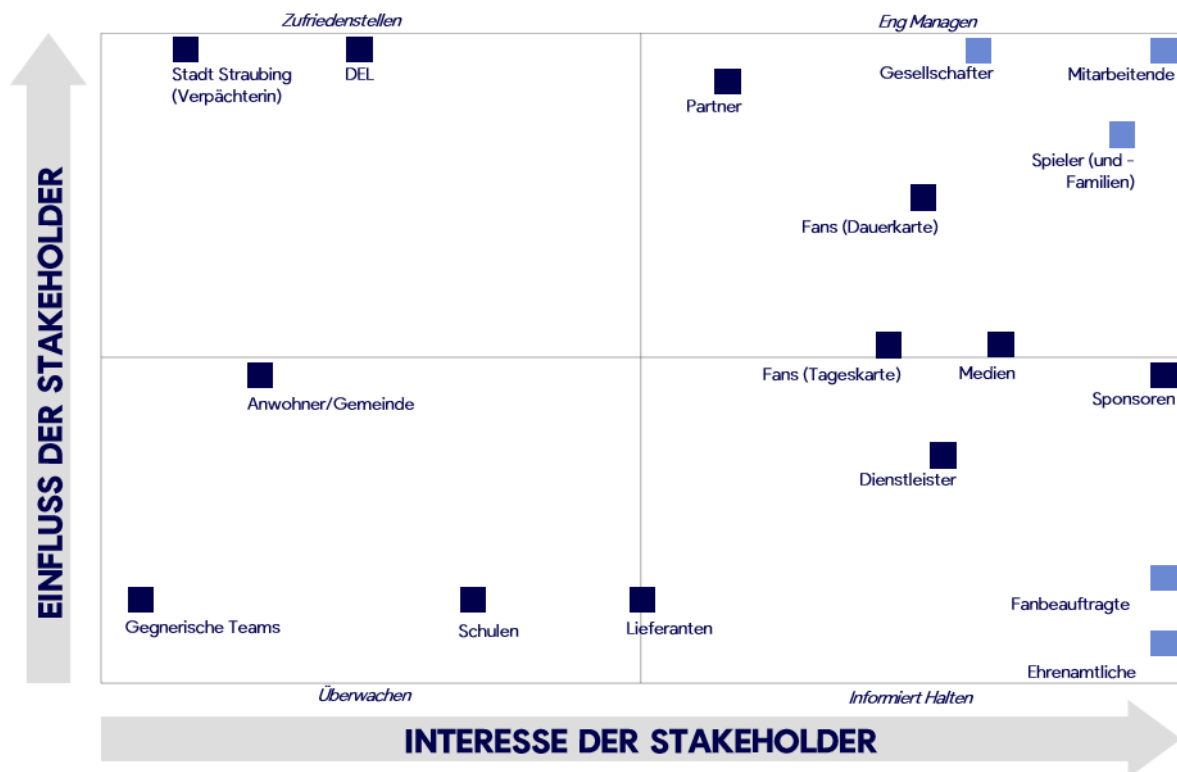 Zufriedenstellen
Eng Managen
Stadt Straubing
(Verpächterin)
DEL
Gesellschafter
Mitarbeitende
Partner
Spieler (und -
Familien)
Fans (Dauerkarte)
EINFLUSS DER STAKEHOLDER
Fans (Tageskarte)
Medien
Sponsoren
Anwohner/Gemeinde
Dienstleister
Fanbeauftragte
Gegnerische Teams
Schulen
Lieferanten
Ehrenamtliche
Überwachen
Informiert Halten
INTERESSE DER STAKEHOLDER